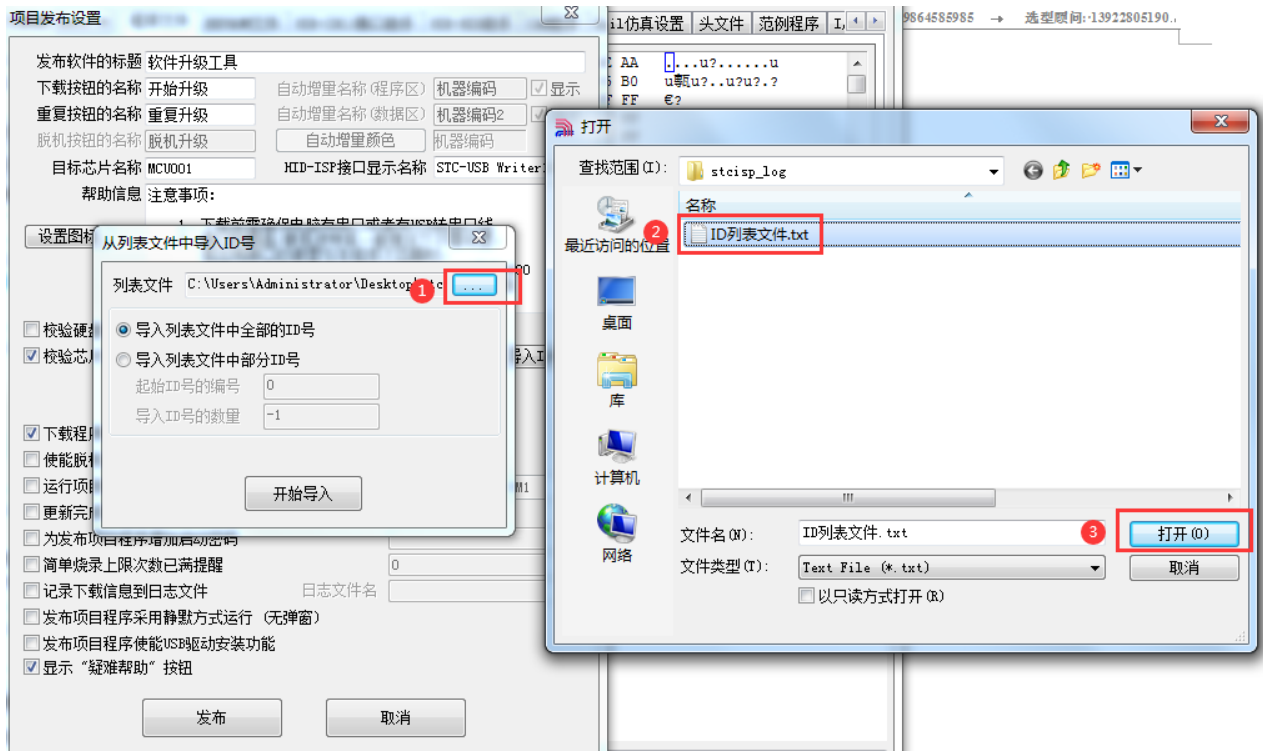 项目发布设置
发布软件的标题 软件升级工具
下载按钮的名称 开始升级 自动增量名称(程序区) 机器编码 显示
重复按钮的名称 重复升级 自动增量名称(数据区) 机器编码2
脱机按钮的名称 脱机升级 自动增量颜色 机器编码
目标芯片名称 MCU001 HID-ISP接口显示名称 STC-USB Writer
帮助信息 注意事项:
设置图标
校验硬盘
校验芯片
下载程序
使能脱机
运行项目
更新完成
为发布项目程序增加启动密码
简单烧录上限次数已满提醒 0
记录下载信息到日志文件 日志文件名
发布项目程序采用静默方式运行 (无弹窗)
发布项目程序使能USB驱动安装功能
显示“疑难帮助”按钮
发布 取消
从列表文件中导入ID号
列表文件 C:\Users\Administrator\Desktop\stc 1 ...
导入列表文件中全部的ID号
导入列表文件中部分ID号
起始ID号的编号 0
导入ID号的数量 -1
开始导入
il仿真设置 头文件 范例程序 I/
AA ....u?......u
B0 u甄u?..u?u?.?
FF €?
9864585985 → 选型顾问:·13922805190..
打开
查找范围(I): stcisp_log
名称
2 ID列表文件.txt
最近访问的位置
桌面
库
计算机
网络
文件名(N): ID列表文件.txt 3 打开(O)
文件类型(T): Text File (*.txt) 取消
以只读方式打开(R)